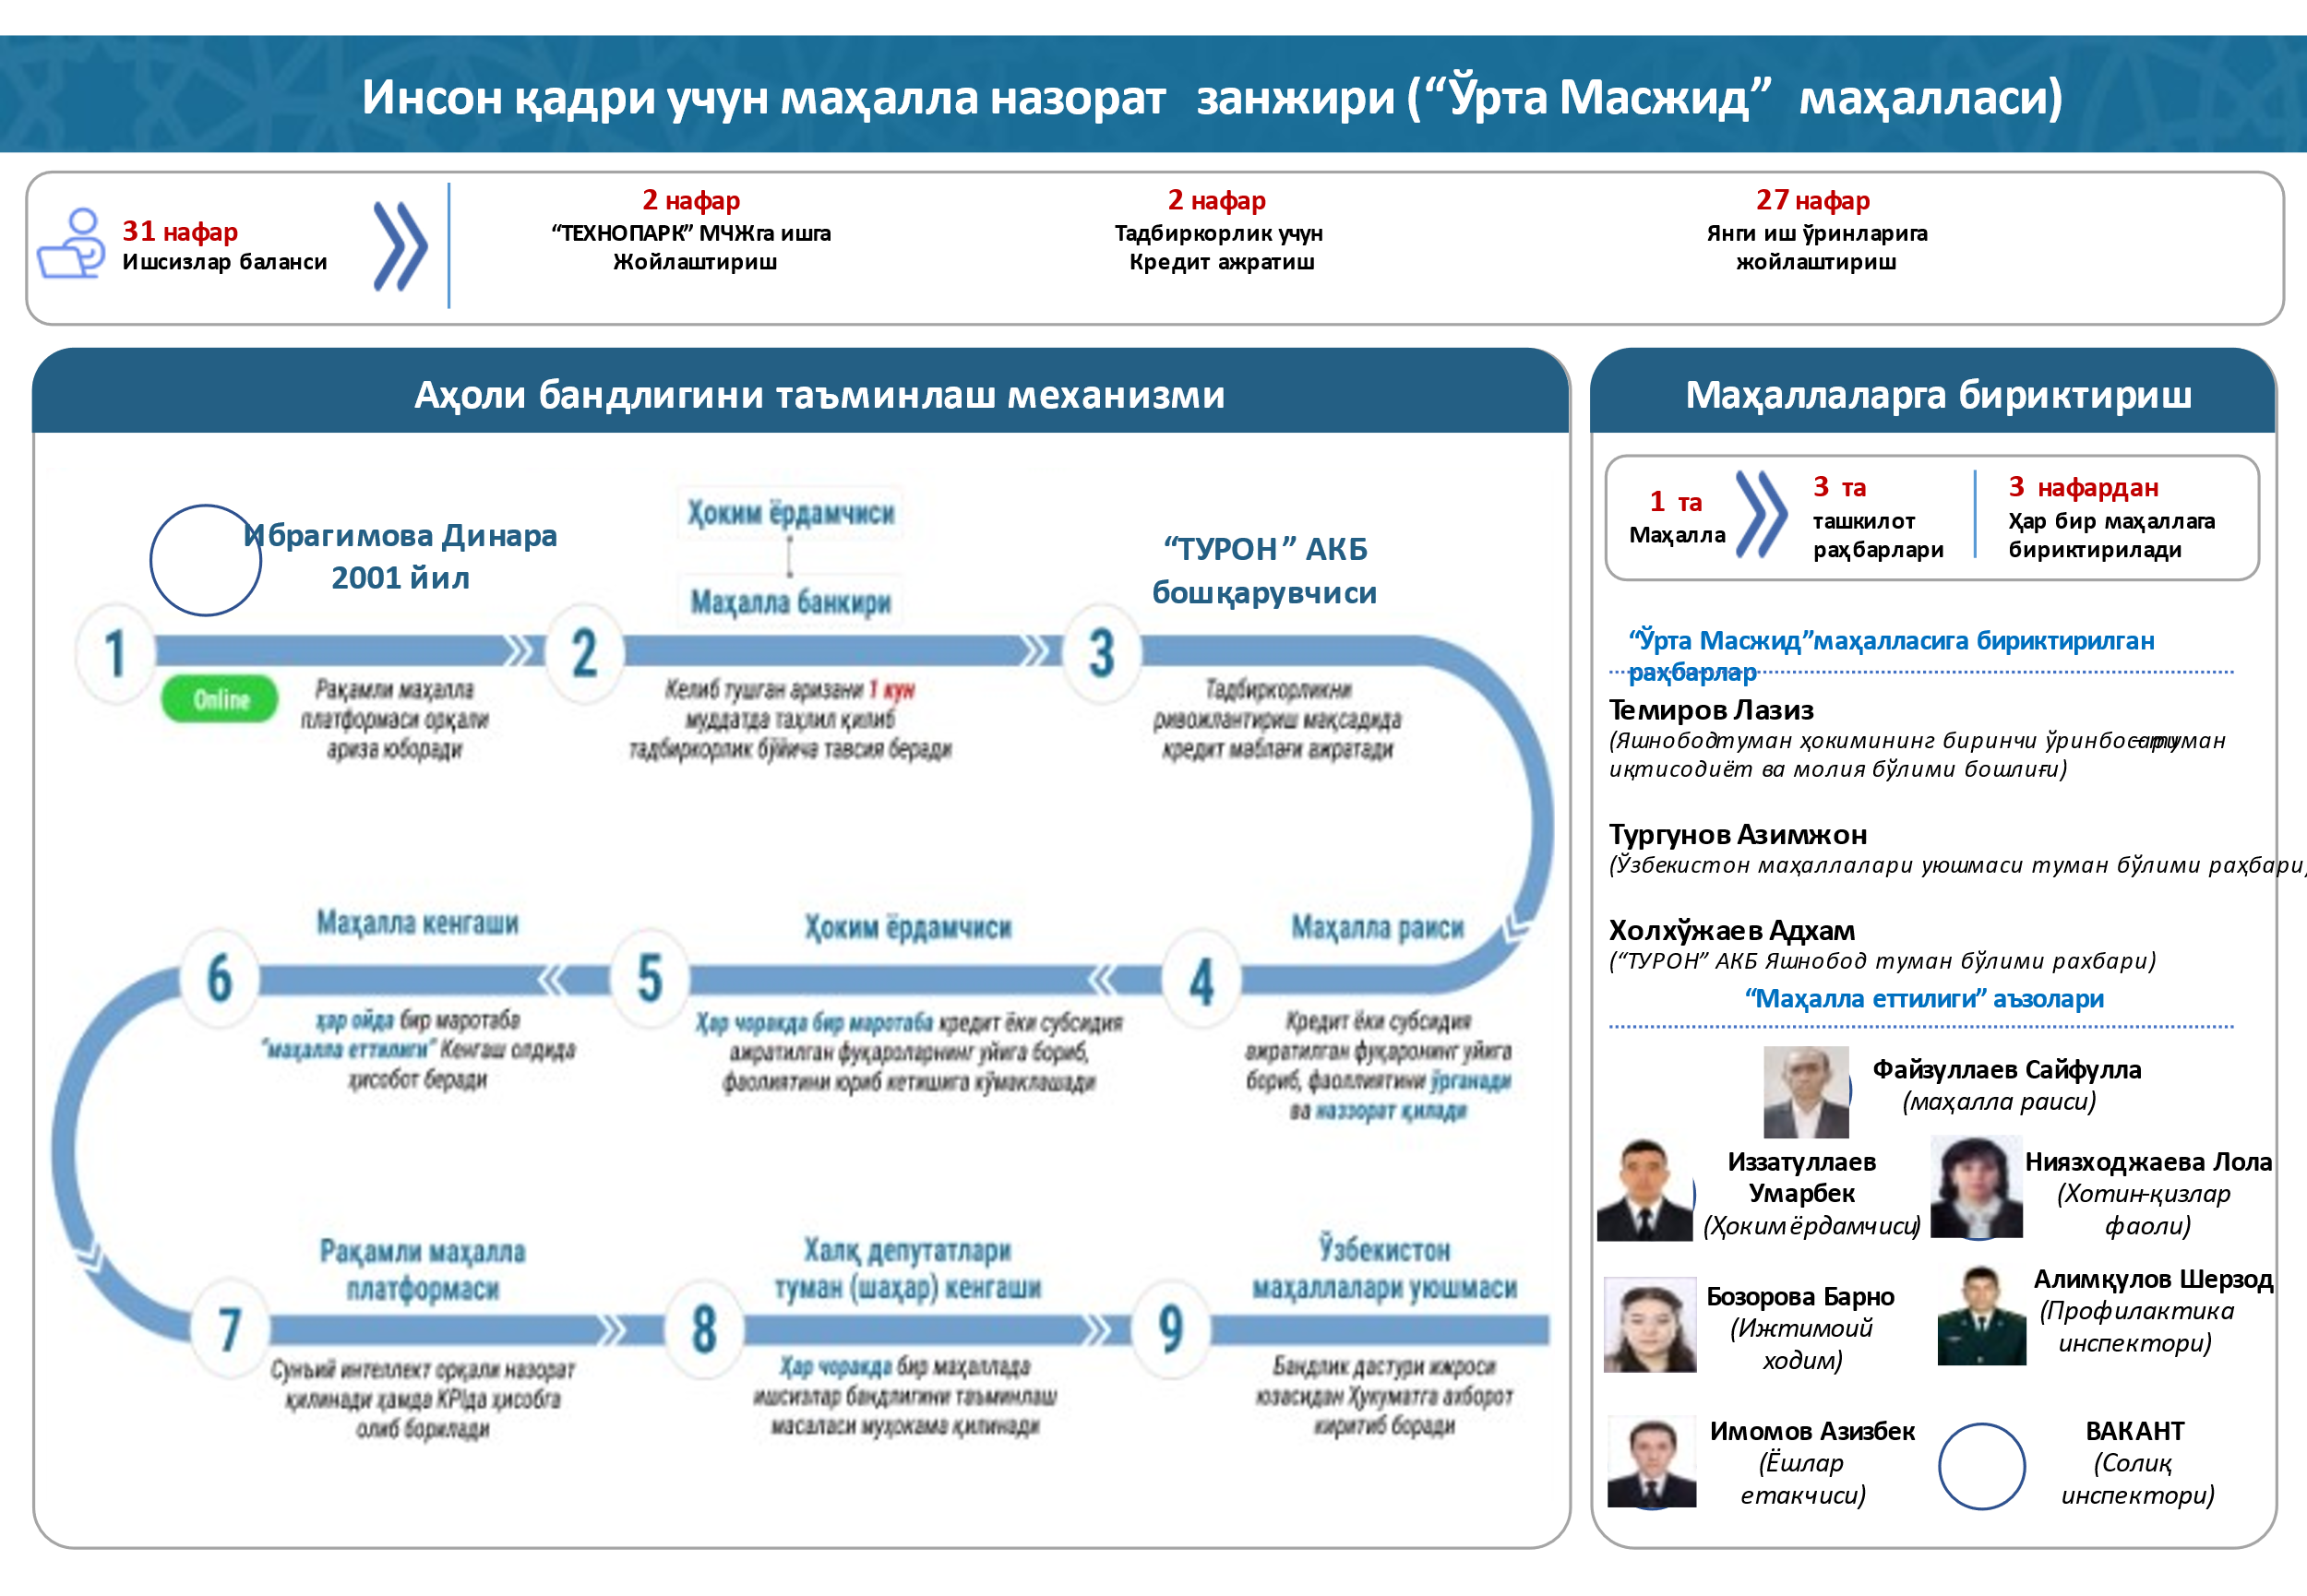 Инсон қадри учун маҳалла назорат занжири (“Ўрта Масжид” маҳалласи)
31 нафар
Ишсизлар баланси
2 нафар
“ТЕХНОПАРК” МЧЖга ишга
Жойлаштириш
2 нафар
Тадбиркорлик учун
Кредит ажратиш
27 нафар
Янги иш ўринларига
жойлаштириш
Аҳоли бандлигини таъминлаш механизми
Ибрагимова Динара
2001 йил
1
Online
Рақамли маҳалла
платформаси орқали
ариза юборади
Ҳоким ёрдамчиси
Маҳалла банкири
2
Келиб тушган аризани 1 кун
муддатда таҳлил қилиб
тадбиркорлик бўйича тавсия беради
“ТУРОН” АКБ
бошқарувчиси
3
Тадбиркорликни
ривожлантириш мақсадида
кредит маблағи ажратади
Маҳалла раиси
4
Кредит ёки субсидия
ажратилган фуқаронинг уйига
бориб, фаоллиятини ўрганади
ва наззорат қилади
Ҳоким ёрдамчиси
5
Ҳар чоракда бир маротаба кредит ёки субсидия
ажратилган фуқароларнинг уйига бориб,
фаолиятини юриб кетишига кўмаклашади
Маҳалла кенгаши
6
ҳар ойда бир маротаба
“маҳалла еттилиги” Кенгаш олдида
ҳисобот беради
Рақамли маҳалла
платформаси
7
Сунъий интеллект орқали назорат
қилинади ҳамда KPIда ҳисобга
олиб борилади
Халқ депутатлари
туман (шаҳар) кенгаши
8
Ҳар чоракда бир маҳаллада
ишсизлар бандлигини таъминлаш
масаласи муҳокама қилинади
Ўзбекистон
маҳаллалари уюшмаси
9
Бандлик дастури ижроси
юзасидан Ҳукуматга ахборот
киритиб боради
Маҳаллаларга бириктириш
1 та
Маҳалла
3 та
ташкилот
раҳбарлари
3 нафардан
Ҳар бир маҳаллага
бириктирилади
“Ўрта Масжид”маҳалласига бириктирилган
раҳбарлар
Темиров Лазиз
(Яшнобод туман ҳокимининг биринчи ўринбосари – туман
иқтисодиёт ва молия бўлими бошлиғи)
Тургунов Азимжон
(Ўзбекистон маҳаллалари уюшмаси туман бўлими раҳбари)
Холхўжаев Адхам
(“ТУРОН” АКБ Яшнобод туман бўлими рахбари)
“Маҳалла еттилиги” аъзолари
Файзуллаев Сайфулла
(маҳалла раиси)
Иззатуллаев
Умарбек
(Ҳоким ёрдамчиси)
Ниязходжаева Лола
(Хотин-қизлар
фаоли)
Бозорова Барно
(Ижтимоий
ходим)
Алимқулов Шерзод
(Профилактика
инспектори)
Имомов Азизбек
(Ёшлар
етакчиси)
ВАКАНТ
(Солиқ
инспектори)